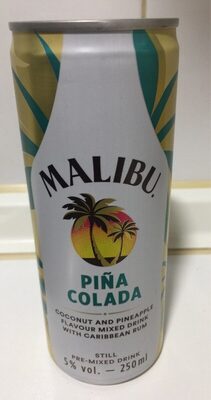 MALIBU.
PIÑA
COLADA
COCONUT AND PINEAPPLE
FLAVOUR MIXED DRINK
WITH CARIBBEAN RUM
STILL
PRE-MIXED DRINK
5% vol. — 250ml